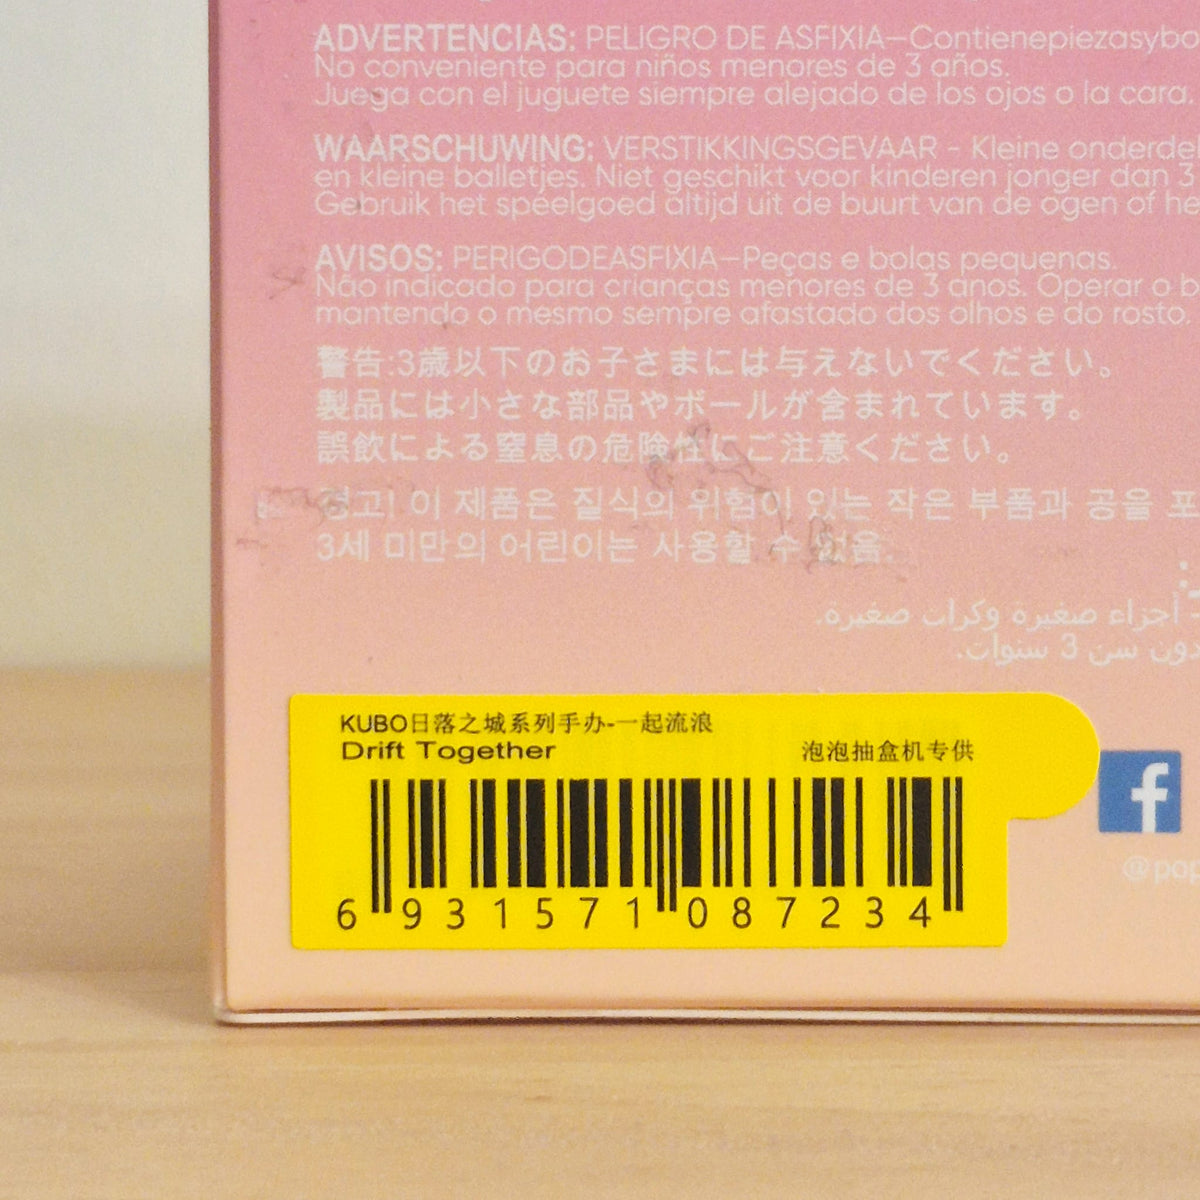 ADVERTENCIAS: PELIGRO DE ASFIXIA—Contienepiezasybo
No conveniente para niños menores de 3 años.
Juega con el juguete siempre alejado de los ojos o la cara.
WAARSCHUWING: VERSTIKKINGSGEVAAR - Kleine onderdel
en kleine balletjes. Niet geschikt voor kinderen jonger dan 3
Gebruik het speelgoed altijd uit de buurt van de ogen of he
AVISOS: PERIGODEASFIXIA—Peças e bolas pequenas.
Não indicado para crianças menores de 3 anos. Operar o b
mantendo o mesmo sempre afastado dos olhos e do rosto.
警告:3歳以下のお子さまには与えないでください。
製品には小さな部品やボールが含まれています。
誤飲による窒息の危険性にご注意ください。
경고! 이 제품은 질식의 위험이 있는 작은 부품과 공을 포
3세 미만의 어린이는 사용할 수 없음.
أجزاء صغيرة وكرات صغيرة.
دون سن 3 سنوات.
KUBO日落之城系列手办-一起流浪
Drift Together 泡泡抽盒机专供
6 931571 087234
f
@pop